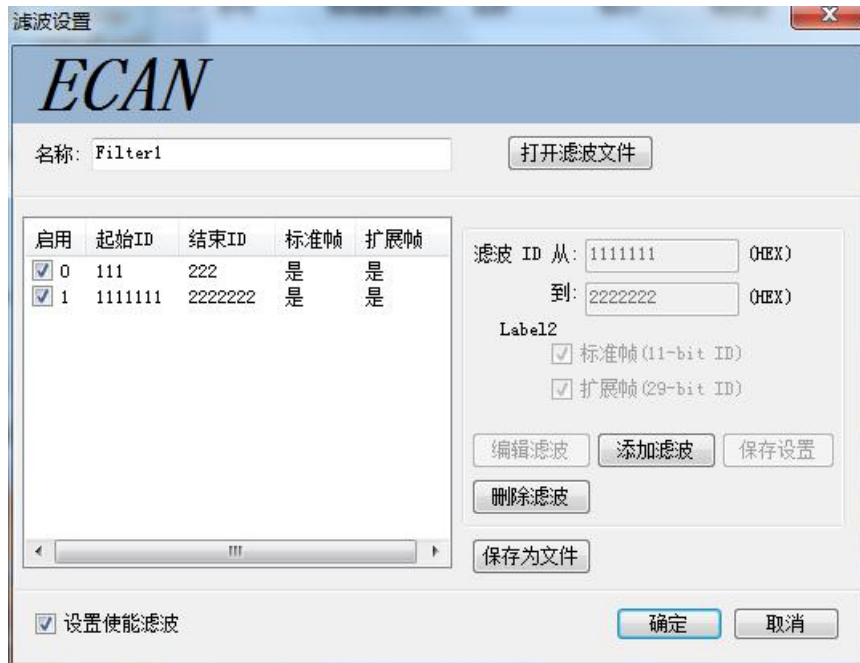 滤波设置
ECAN
名称: Filter1
打开滤波文件
启用 起始ID 结束ID 标准帧 扩展帧
0 111 222 是 是
1 1111111 2222222 是 是
滤波 ID 从: 1111111 (HEX)
到: 2222222 (HEX)
Label2
标准帧(11-bit ID)
扩展帧(29-bit ID)
编辑滤波 添加滤波 保存设置
删除滤波
保存为文件
设置使能滤波
确定 取消